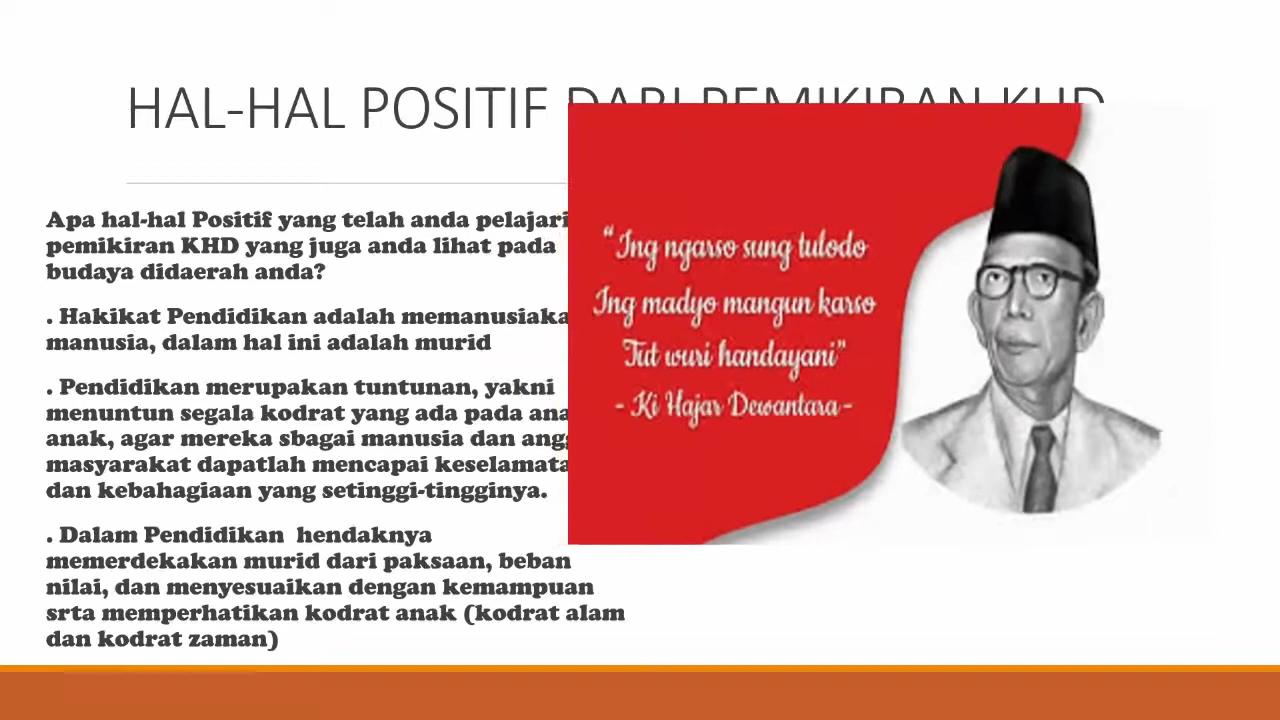 HAL-HAL POSITIF DARI PEMIKIRAN KHD
Apa hal-hal Positif yang telah anda pelajari
pemikiran KHD yang juga anda lihat pada
budaya didaerah anda?
. Hakikat Pendidikan adalah memanusiaka
manusia, dalam hal ini adalah murid
. Pendidikan merupakan tuntunan, yakni
menuntun segala kodrat yang ada pada ana
anak, agar mereka sbagai manusia dan angg
masyarakat dapatlah mencapai keselamata
dan kebahagiaan yang setinggi-tingginya.
. Dalam Pendidikan hendaknya
memerdekakan murid dari paksaan, beban
nilai, dan menyesuaikan dengan kemampuan
srta memperhatikan kodrat anak (kodrat alam
dan kodrat zaman)
“Ing ngarso sung tulodo
Ing madyo mangun karso
Tut wuri handayani”
- Ki Hajar Dewantara -